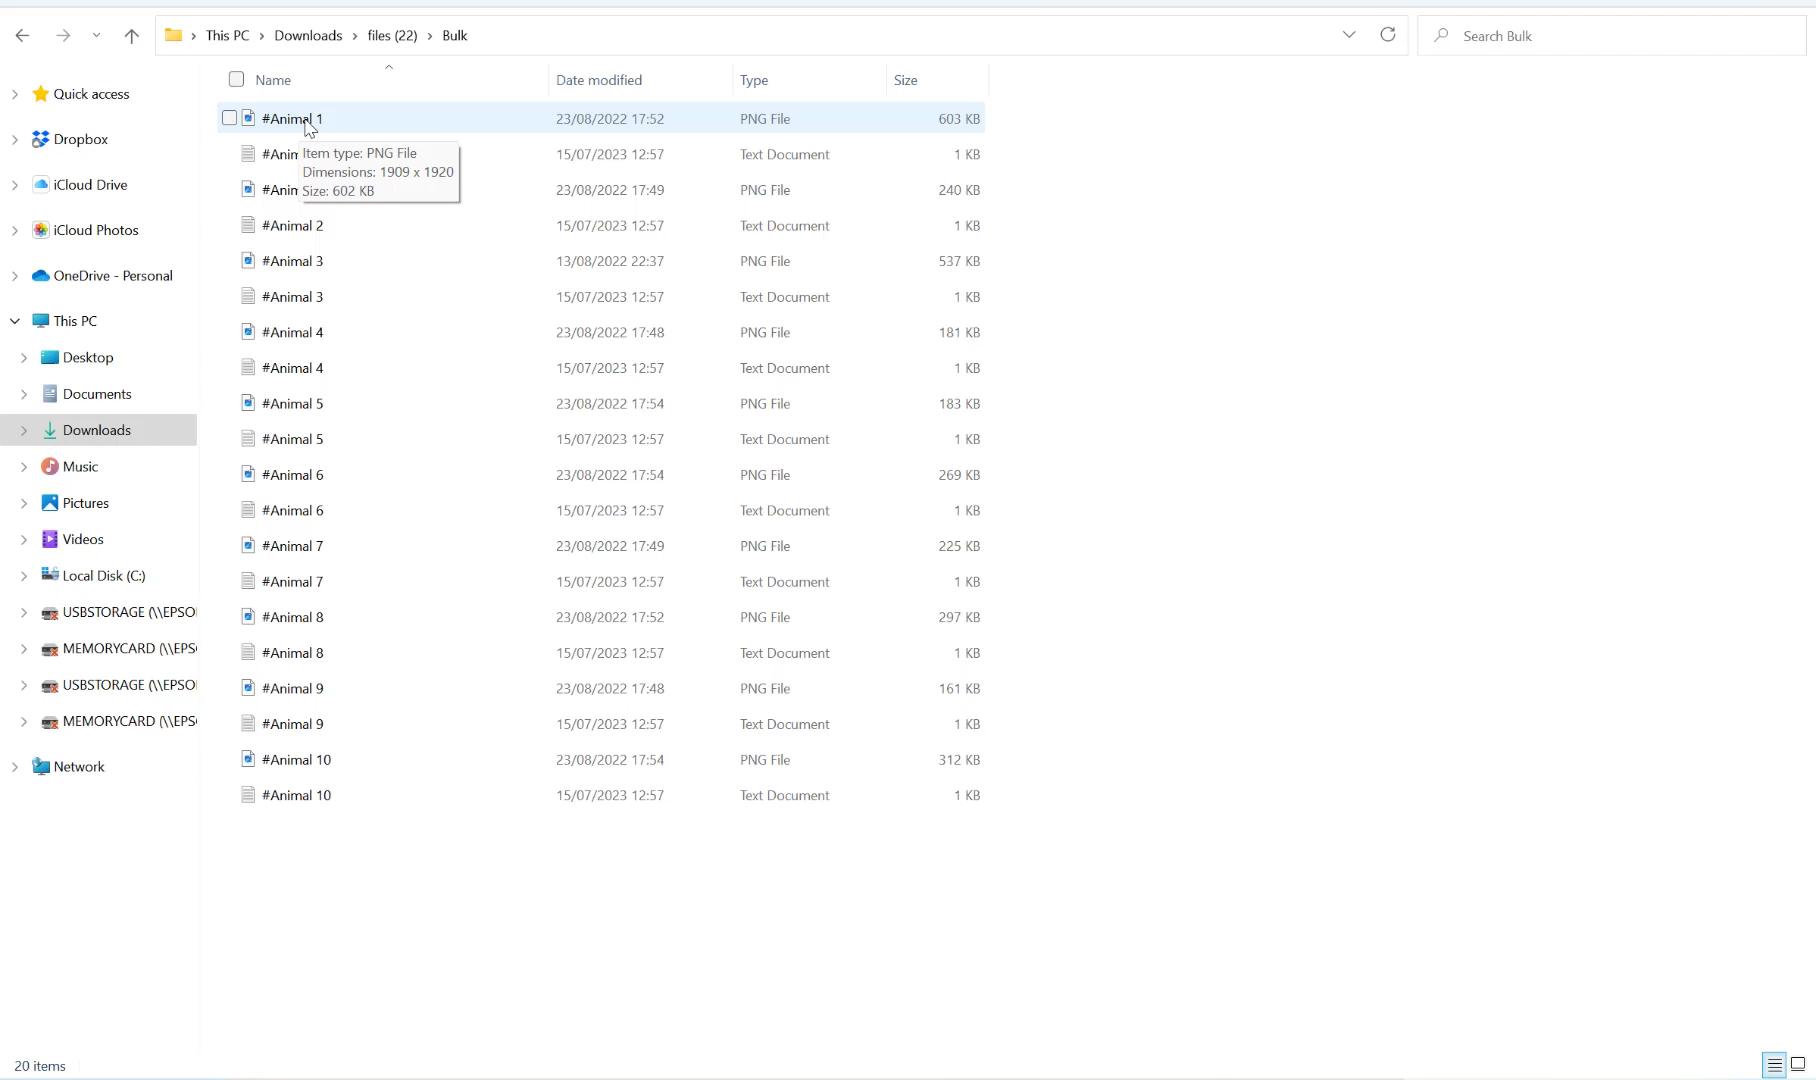 This PC > Downloads > files (22) > Bulk
Search Bulk
Name Date modified Type Size
Quick access
Dropbox
iCloud Drive
iCloud Photos
OneDrive - Personal
This PC
Desktop
Documents
Downloads
Music
Pictures
Videos
Local Disk (C:)
USBSTORAGE (\\EPSO
MEMORYCARD (\\EPS
USBSTORAGE (\\EPSO
MEMORYCARD (\\EPS
Network
#Animal 1 23/08/2022 17:52 PNG File 603 KB
#Anim 15/07/2023 12:57 Text Document 1 KB
#Anim 23/08/2022 17:49 PNG File 240 KB
Item type: PNG File
Dimensions: 1909 x 1920
Size: 602 KB
#Animal 2 15/07/2023 12:57 Text Document 1 KB
#Animal 3 13/08/2022 22:37 PNG File 537 KB
#Animal 3 15/07/2023 12:57 Text Document 1 KB
#Animal 4 23/08/2022 17:48 PNG File 181 KB
#Animal 4 15/07/2023 12:57 Text Document 1 KB
#Animal 5 23/08/2022 17:54 PNG File 183 KB
#Animal 5 15/07/2023 12:57 Text Document 1 KB
#Animal 6 23/08/2022 17:54 PNG File 269 KB
#Animal 6 15/07/2023 12:57 Text Document 1 KB
#Animal 7 23/08/2022 17:49 PNG File 225 KB
#Animal 7 15/07/2023 12:57 Text Document 1 KB
#Animal 8 23/08/2022 17:52 PNG File 297 KB
#Animal 8 15/07/2023 12:57 Text Document 1 KB
#Animal 9 23/08/2022 17:48 PNG File 161 KB
#Animal 9 15/07/2023 12:57 Text Document 1 KB
#Animal 10 23/08/2022 17:54 PNG File 312 KB
#Animal 10 15/07/2023 12:57 Text Document 1 KB
20 items